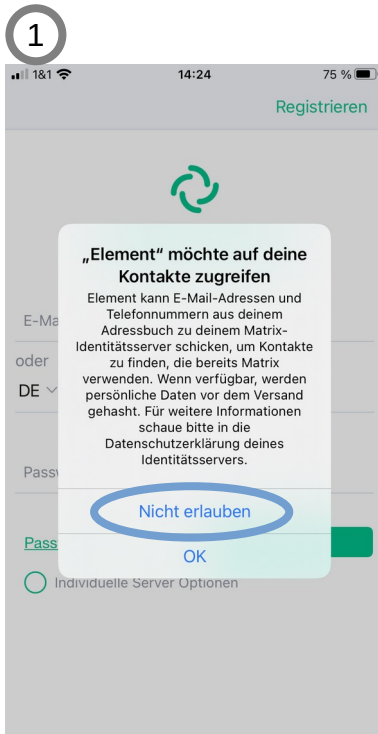 1
1&1 14:24 75 %
Registrieren
„Element“ möchte auf deine
Kontakte zugreifen
Element kann E-Mail-Adressen und
Telefonnummern aus deinem
Adressbuch zu deinem Matrix-
Identitätsserver schicken, um Kontakte
zu finden, die bereits Matrix
verwenden. Wenn verfügbar, werden
persönliche Daten vor dem Versand
gehasht. Für weitere Informationen
schaue bitte in die
Datenschutzerklärung deines
Identitätsservers.
E-Ma
oder
DE
Passw
Nicht erlauben
OK
Pass
Individuelle Server Optionen